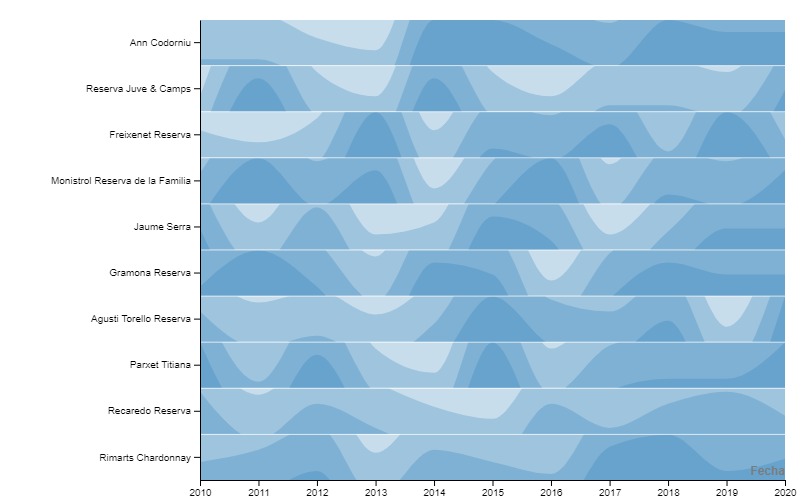 Ann Codorniu
Reserva Juve & Camps
Freixenet Reserva
Monistrol Reserva de la Familia
Jaume Serra
Gramona Reserva
Agusti Torello Reserva
Parxet Titiana
Recaredo Reserva
Rimarts Chardonnay
Fecha
2010 2011 2012 2013 2014 2015 2016 2017 2018 2019 2020